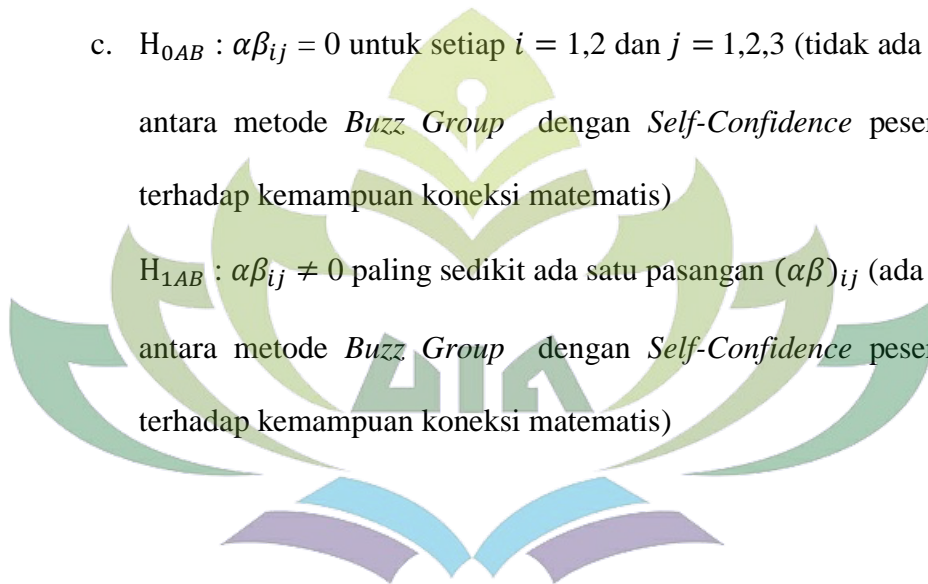 c. H₀AB : αβᵢⱼ = 0 untuk setiap i = 1,2 dan j = 1,2,3 (tidak ada
antara metode Buzz Group dengan Self-Confidence
terhadap kemampuan koneksi matematis)
H₁AB : αβᵢⱼ ≠ 0 paling sedikit ada satu pasangan (αβ)ᵢⱼ (ada
antara metode Buzz Group dengan Self-Confidence
terhadap kemampuan koneksi matematis)
UIN